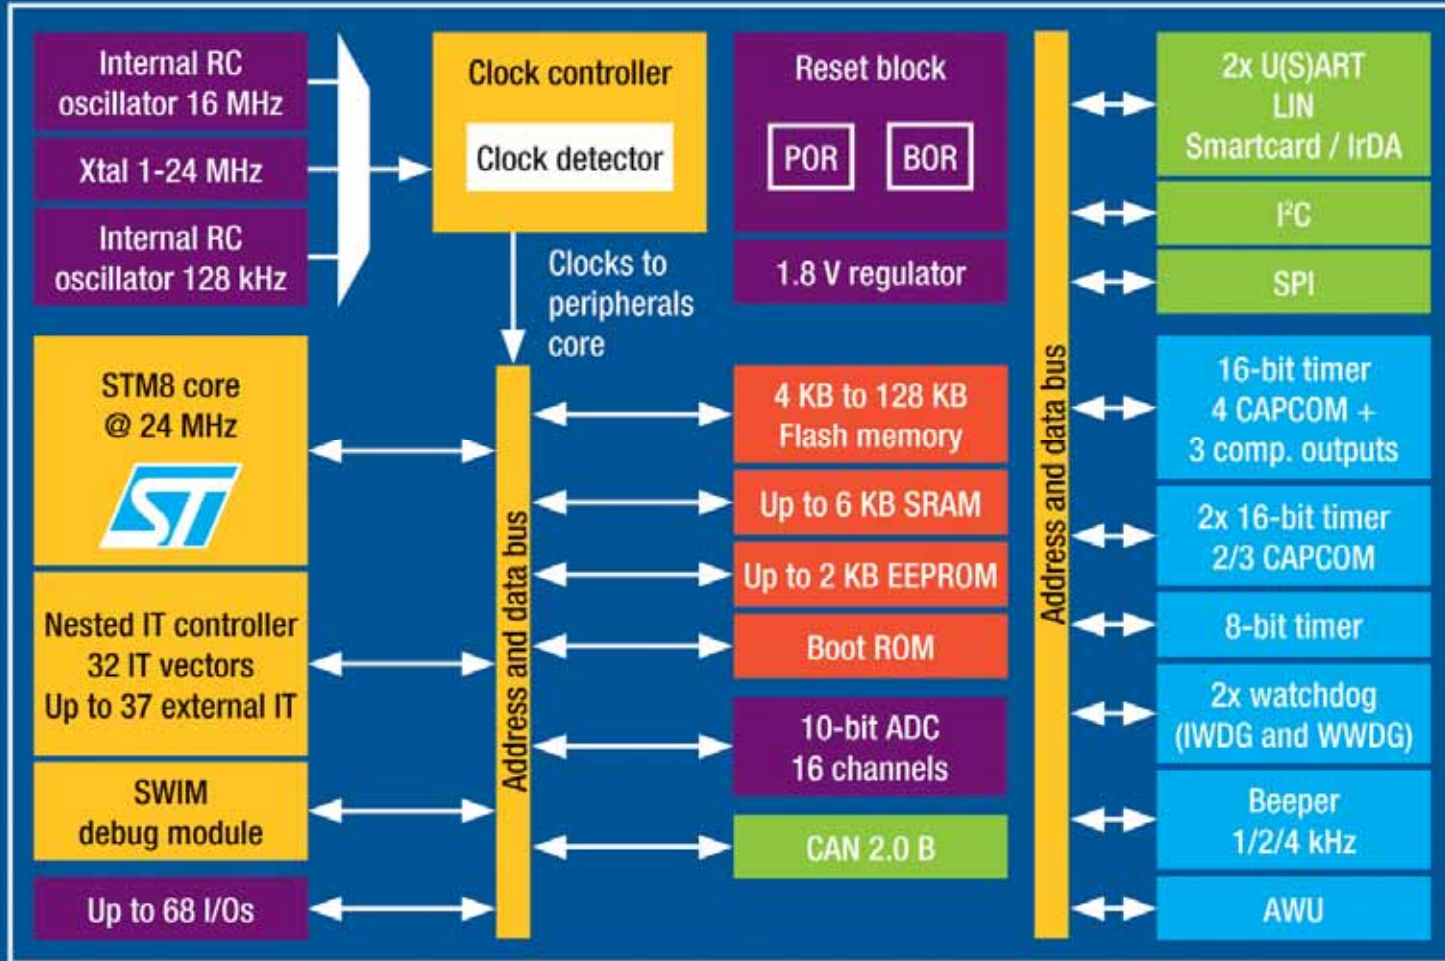 Internal RC
oscillator 16 MHz
Xtal 1-24 MHz
Internal RC
oscillator 128 kHz
Clock controller
Clock detector
Clocks to
peripherals
core
Reset block
POR
BOR
1.8 V regulator
STM8 core
@ 24 MHz
ST
Nested IT controller
32 IT vectors
Up to 37 external IT
SWIM
debug module
Up to 68 I/Os
Address and data bus
4 KB to 128 KB
Flash memory
Up to 6 KB SRAM
Up to 2 KB EEPROM
Boot ROM
10-bit ADC
16 channels
CAN 2.0 B
Address and data bus
2x U(S)ART
LIN
Smartcard / IrDA
I²C
SPI
16-bit timer
4 CAPCOM +
3 comp. outputs
2x 16-bit timer
2/3 CAPCOM
8-bit timer
2x watchdog
(IWDG and WWDG)
Beeper
1/2/4 kHz
AWU